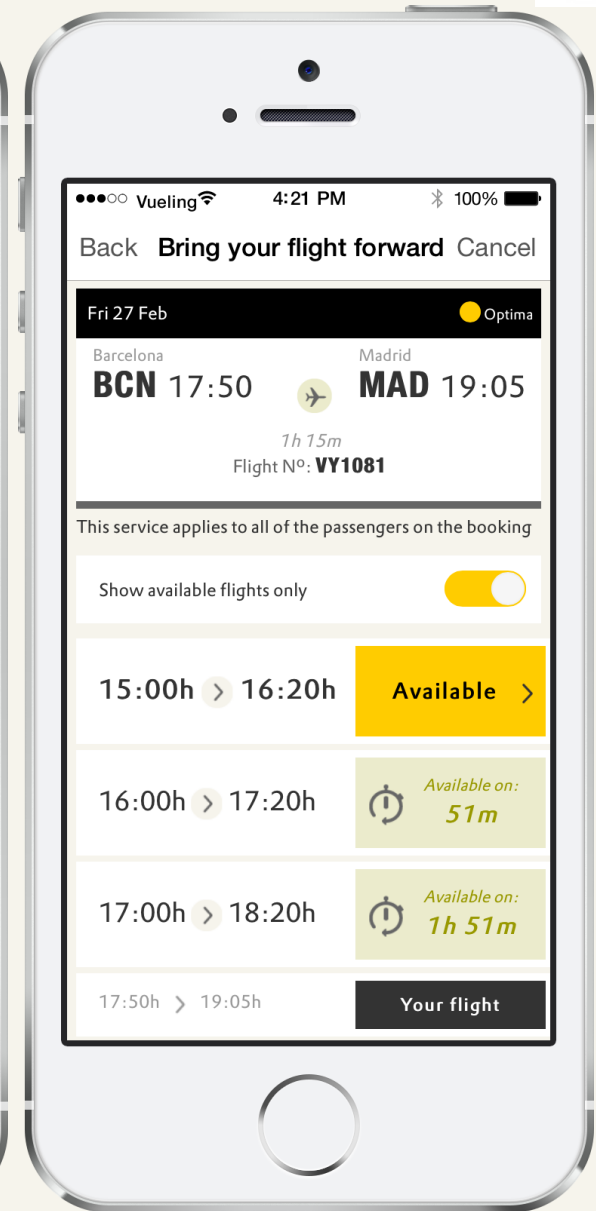 Vueling 4:21 PM 100%
Back Bring your flight forward Cancel
Fri 27 Feb Optima
Barcelona Madrid
BCN 17:50 MAD 19:05
1h 15m
Flight Nº: VY1081
This service applies to all of the passengers on the booking
Show available flights only
15:00h > 16:20h Available >
16:00h > 17:20h Available on:
51m
17:00h > 18:20h Available on:
1h 51m
17:50h > 19:05h Your flight